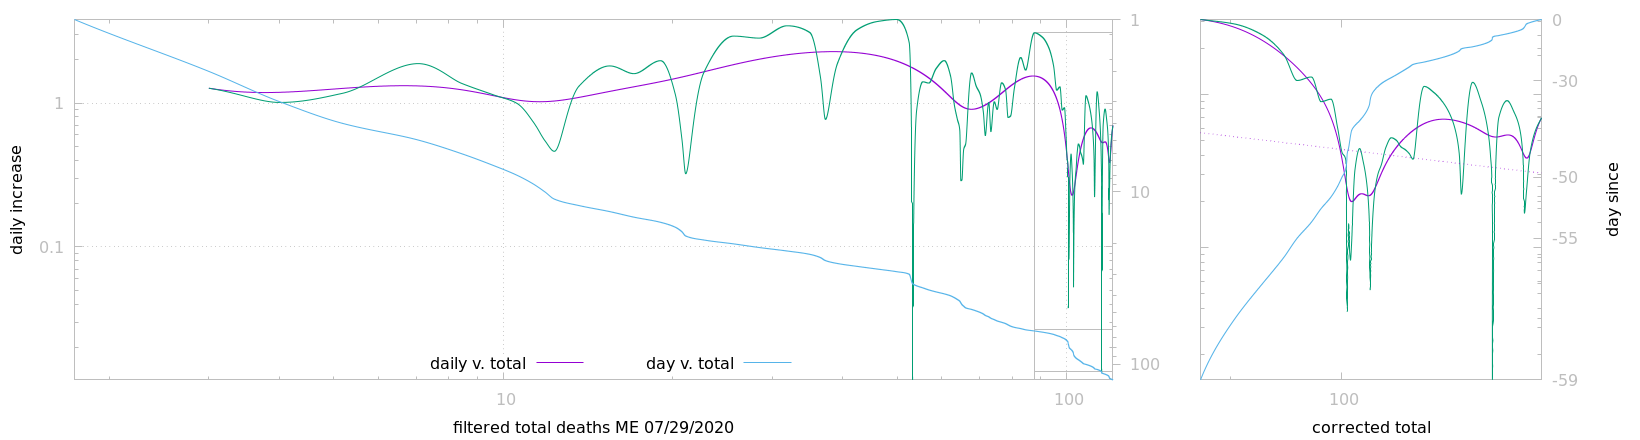 1
0
-30
1
daily increase
10
-50
day since
0.1
-55
daily v. total
day v. total
100
-59
10
100
100
filtered total deaths ME 07/29/2020
corrected total